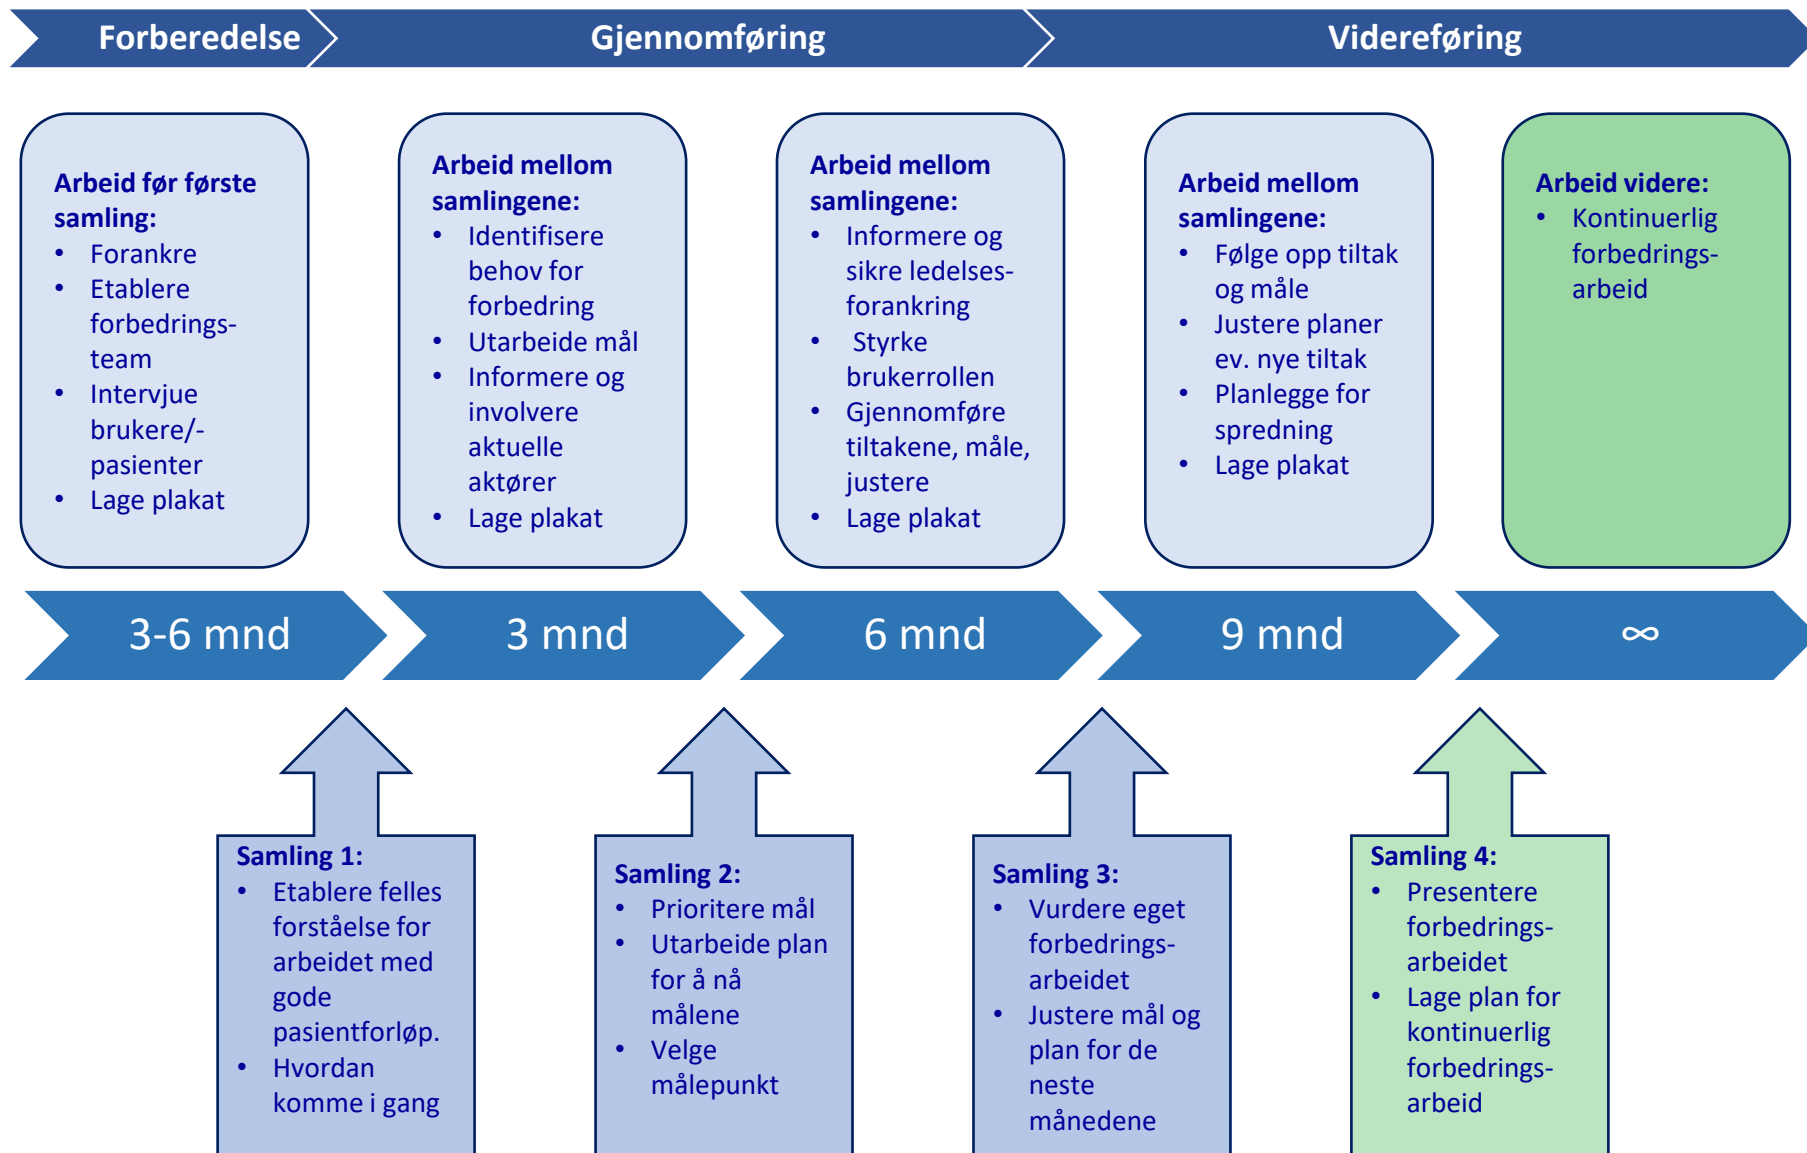 Forberedelse
Gjennomføring
Videreføring
Arbeid før første
samling:
• Forankre
• Etablere
forbedrings-
team
• Intervjue
brukere/-
pasienter
• Lage plakat
Arbeid mellom
samlingene:
• Identifisere
behov for
forbedring
• Utarbeide mål
• Informere og
involvere
aktuelle
aktører
• Lage plakat
Arbeid mellom
samlingene:
• Informere og
sikre ledelses-
forankring
• Styrke
brukerrollen
• Gjennomføre
tiltakene, måle,
justere
• Lage plakat
Arbeid mellom
samlingene:
• Følge opp tiltak
og måle
• Justere planer
ev. nye tiltak
• Planlegge for
spredning
• Lage plakat
Arbeid videre:
• Kontinuerlig
forbedrings-
arbeid
3-6 mnd
3 mnd
6 mnd
9 mnd
∞
Samling 1:
• Etablere felles
forståelse for
arbeidet med
gode
pasientforløp.
• Hvordan
komme i gang
Samling 2:
• Prioritere mål
• Utarbeide plan
for å nå
målene
• Velge
målepunkt
Samling 3:
• Vurdere eget
forbedrings-
arbeidet
• Justere mål og
plan for de
neste
månedene
Samling 4:
• Presentere
forbedrings-
arbeidet
• Lage plan for
kontinuerlig
forbedrings-
arbeid